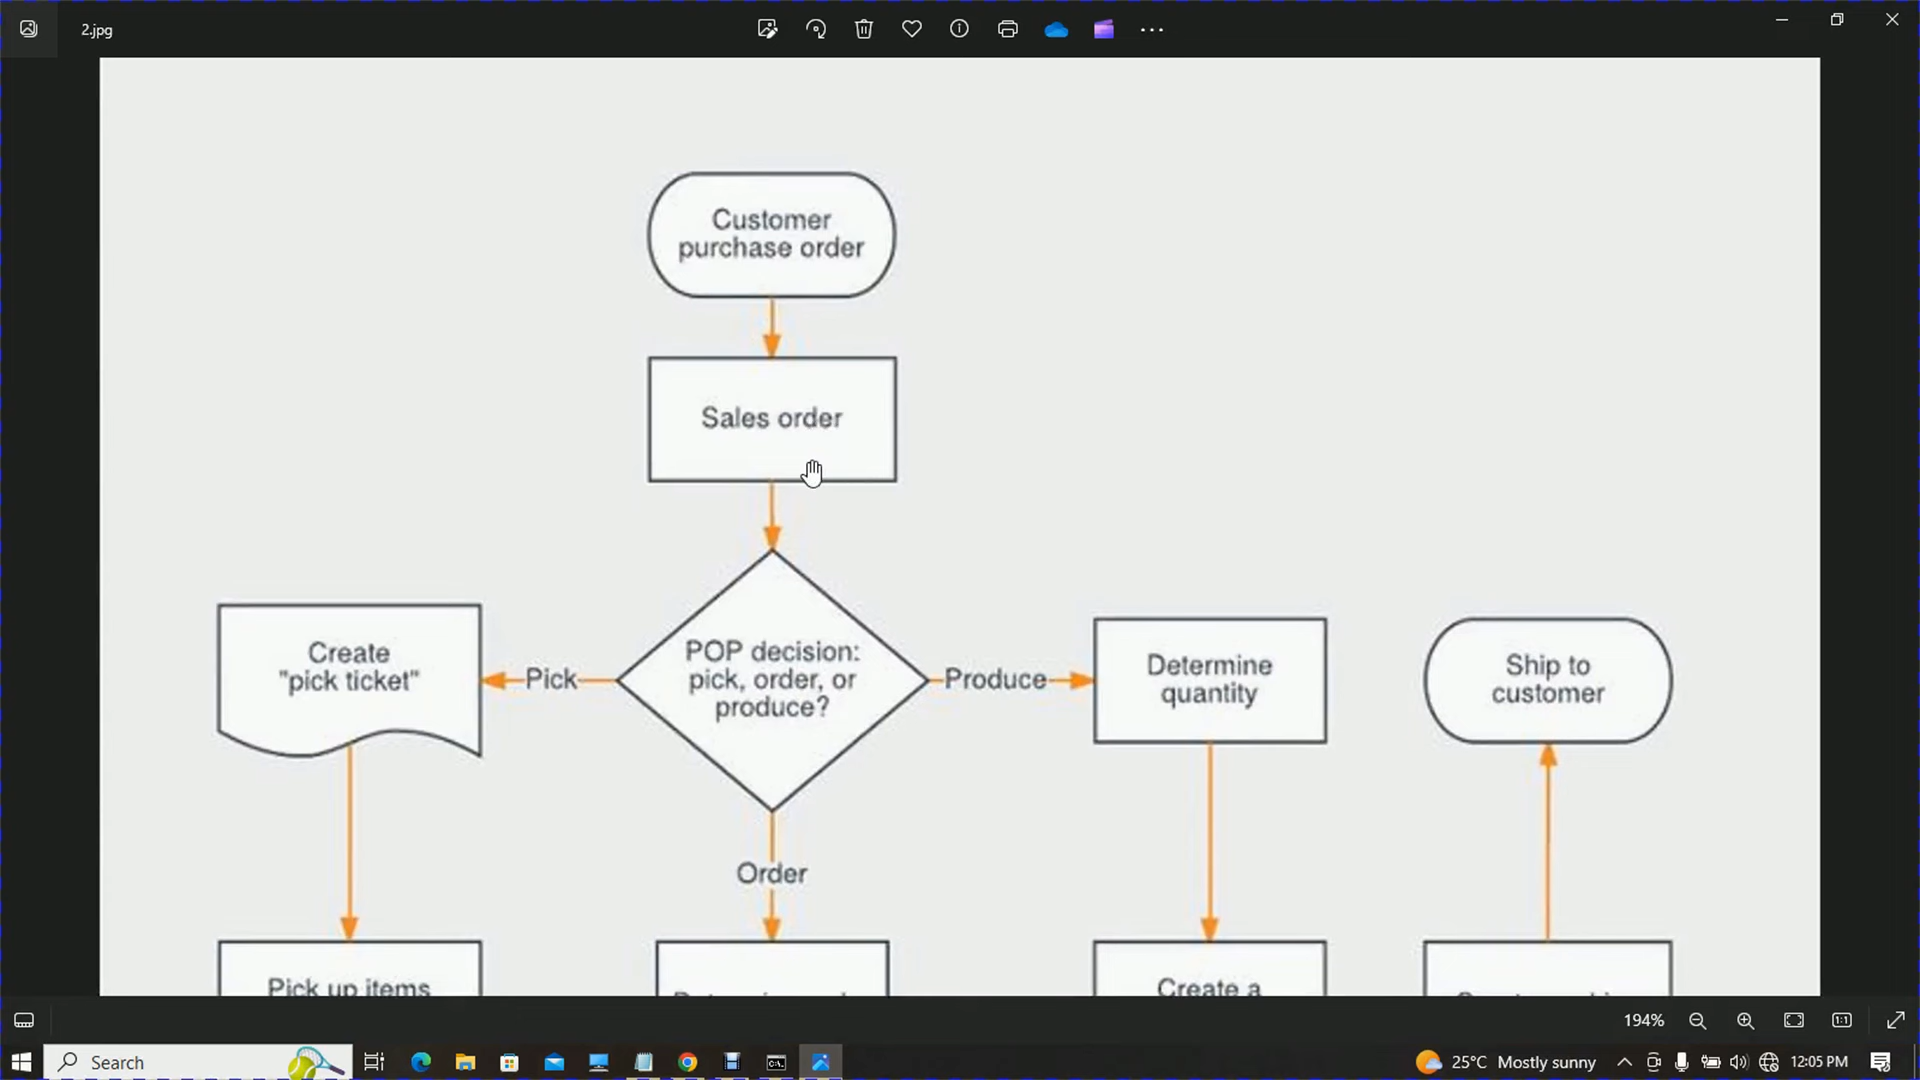 2.jpg
Customer
purchase order
Sales order
Create
"pick ticket"
Pick
POP decision:
pick, order, or
produce?
Produce
Determine
quantity
Ship to
customer
Order
Pick up items
Create a
194%
Search
25°C Mostly sunny
12:05 PM